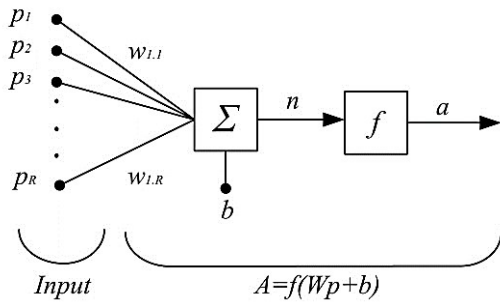 p1
p2
p3
pR
w1.1
w1.R
Σ
b
n
f
a
Input
A=f(Wp+b)